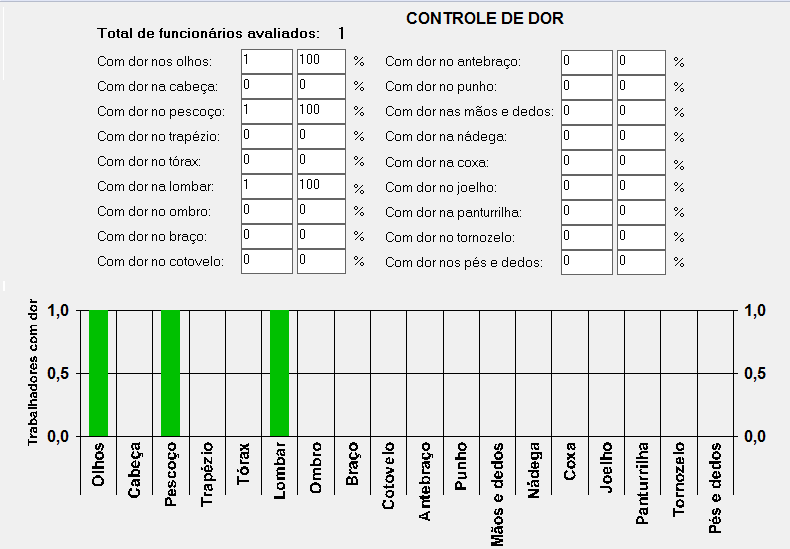 CONTROLE DE DOR
Total de funcionários avaliados: 1
Com dor nos olhos: 1 100 %
Com dor na cabeça: 0 0 %
Com dor no pescoço: 1 100 %
Com dor no trapézio: 0 0 %
Com dor no tórax: 0 0 %
Com dor na lombar: 1 100 %
Com dor no ombro: 0 0 %
Com dor no braço: 0 0 %
Com dor no cotovelo: 0 0 %
Com dor no antebraço: 0 0 %
Com dor no punho: 0 0 %
Com dor nas mãos e dedos: 0 0 %
Com dor na nádega: 0 0 %
Com dor na coxa: 0 0 %
Com dor no joelho: 0 0 %
Com dor na panturrilha: 0 0 %
Com dor no tornozelo: 0 0 %
Com dor nos pés e dedos: 0 0 %
Trabalhadores com dor
1,0
0,5
0,0
1,0
0,5
0,0
Olhos
Cabeça
Pescoço
Trapézio
Tórax
Lombar
Ombro
Braço
Cotovelo
Antebraço
Punho
Mãos e dedos
Nádega
Coxa
Joelho
Panturrilha
Tornozelo
Pés e dedos